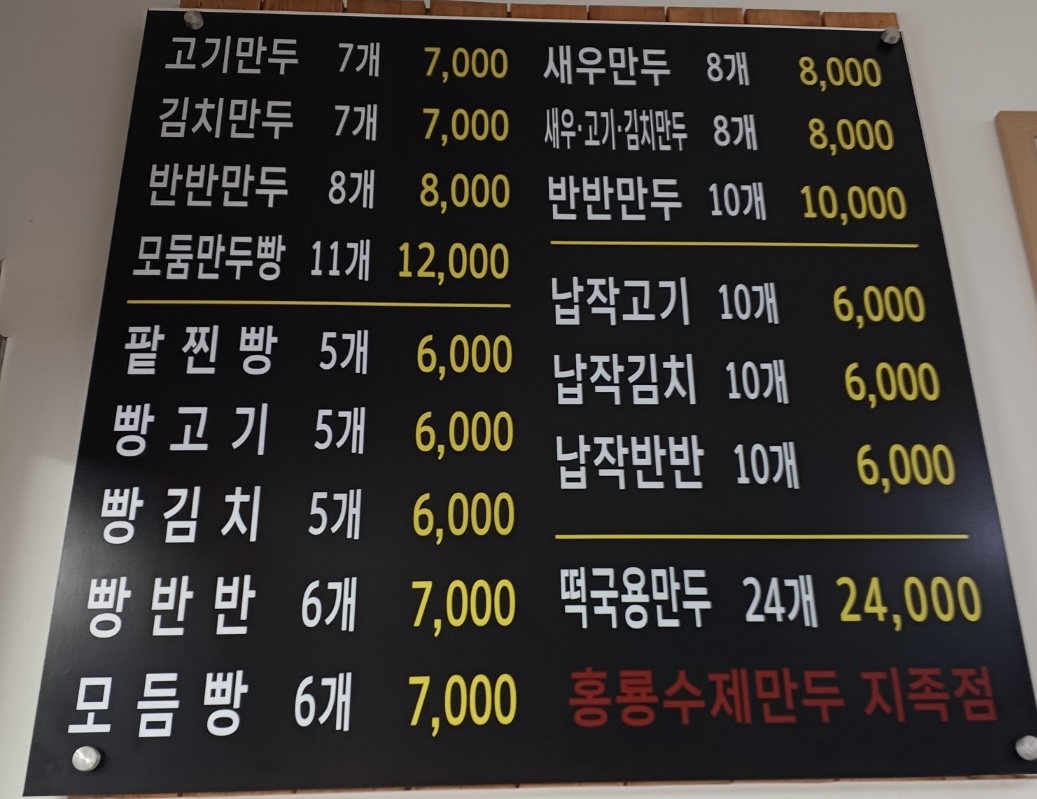 고기만두 7개 7,000
김치만두 7개 7,000
반반만두 8개 8,000
모둠만두빵 11개 12,000
팥찐빵 5개 6,000
빵고기 5개 6,000
빵김치 5개 6,000
빵반반 6개 7,000
모듬빵 6개 7,000
새우만두 8개 8,000
새우·고기·김치만두 8개 8,000
반반만두 10개 10,000
납작고기 10개 6,000
납작김치 10개 6,000
납작반반 10개 6,000
떡국용만두 24개 24,000
홍룡수제만두 지족점